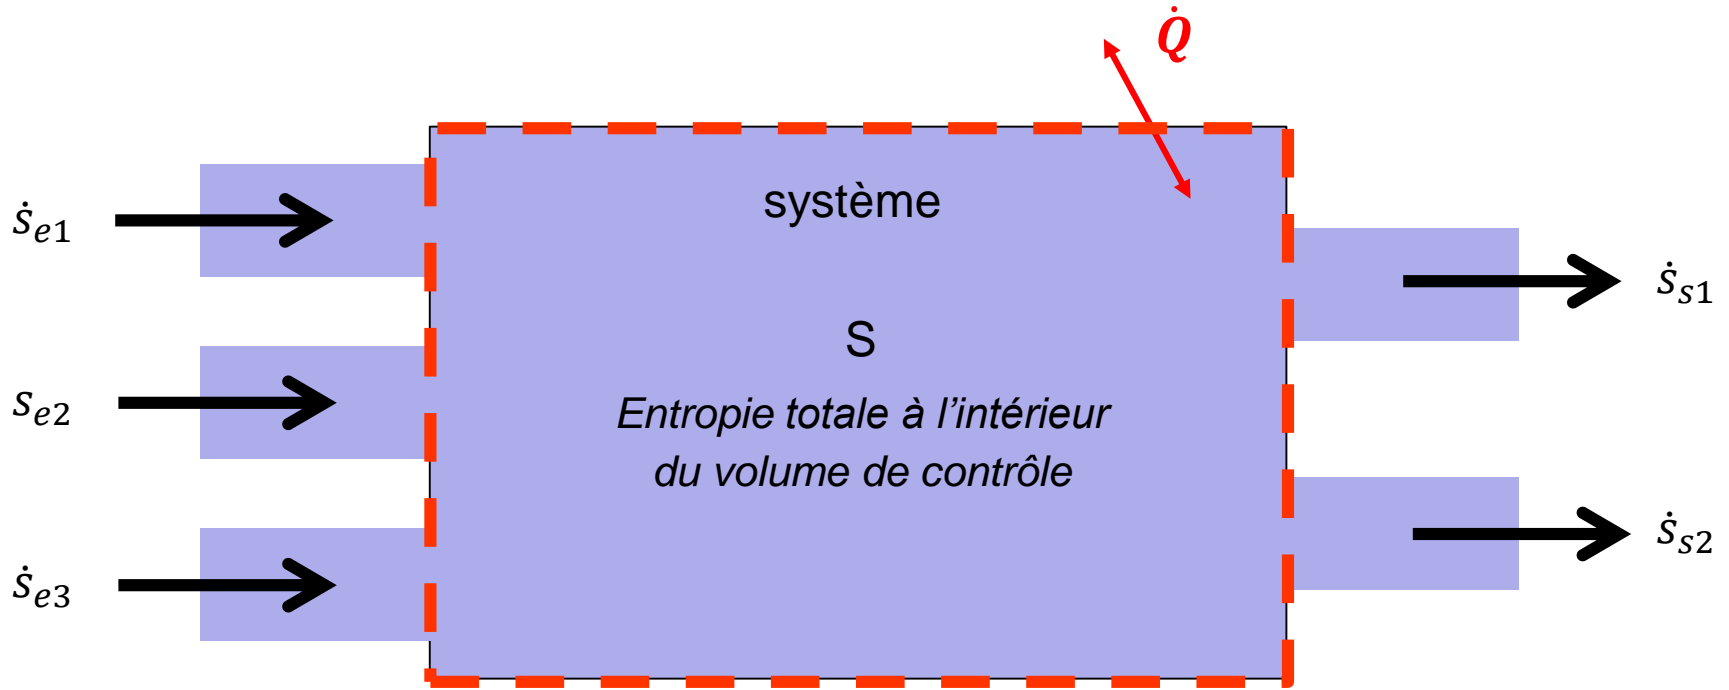 Q̇
système
ṡe1
ṡs1
S
se2
Entropie totale à l’intérieur
du volume de contrôle
ṡs2
ṡe3